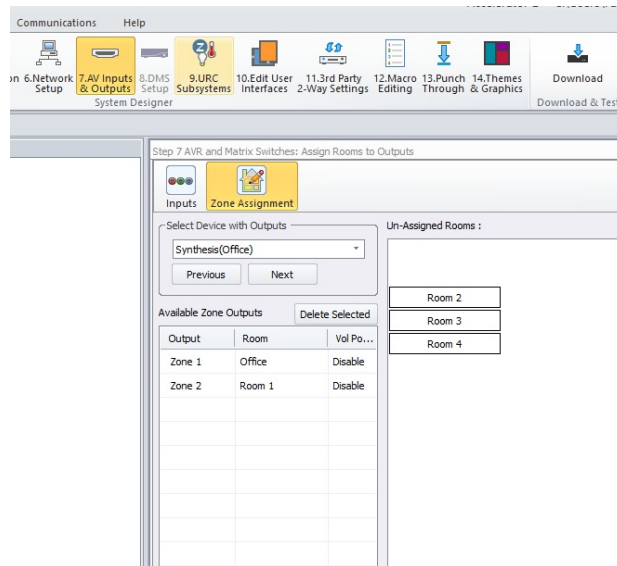 Communications Help
on 6.Network Setup 7.AV Inputs & Outputs 8.DMS Setup 9.URC Subsystems 10.Edit User Interfaces 11.3rd Party 2-Way Settings 12.Macro Editing 13.Punch Through 14.Themes & Graphics Download
System Designer Download & Test
Step 7 AVR and Matrix Switches: Assign Rooms to Outputs
Inputs Zone Assignment
Select Device with Outputs
Un-Assigned Rooms :
Synthesis(Office)
Previous Next
Room 2
Available Zone Outputs Delete Selected
Room 3
Output Room Vol Po...
Room 4
Zone 1 Office Disable
Zone 2 Room 1 Disable